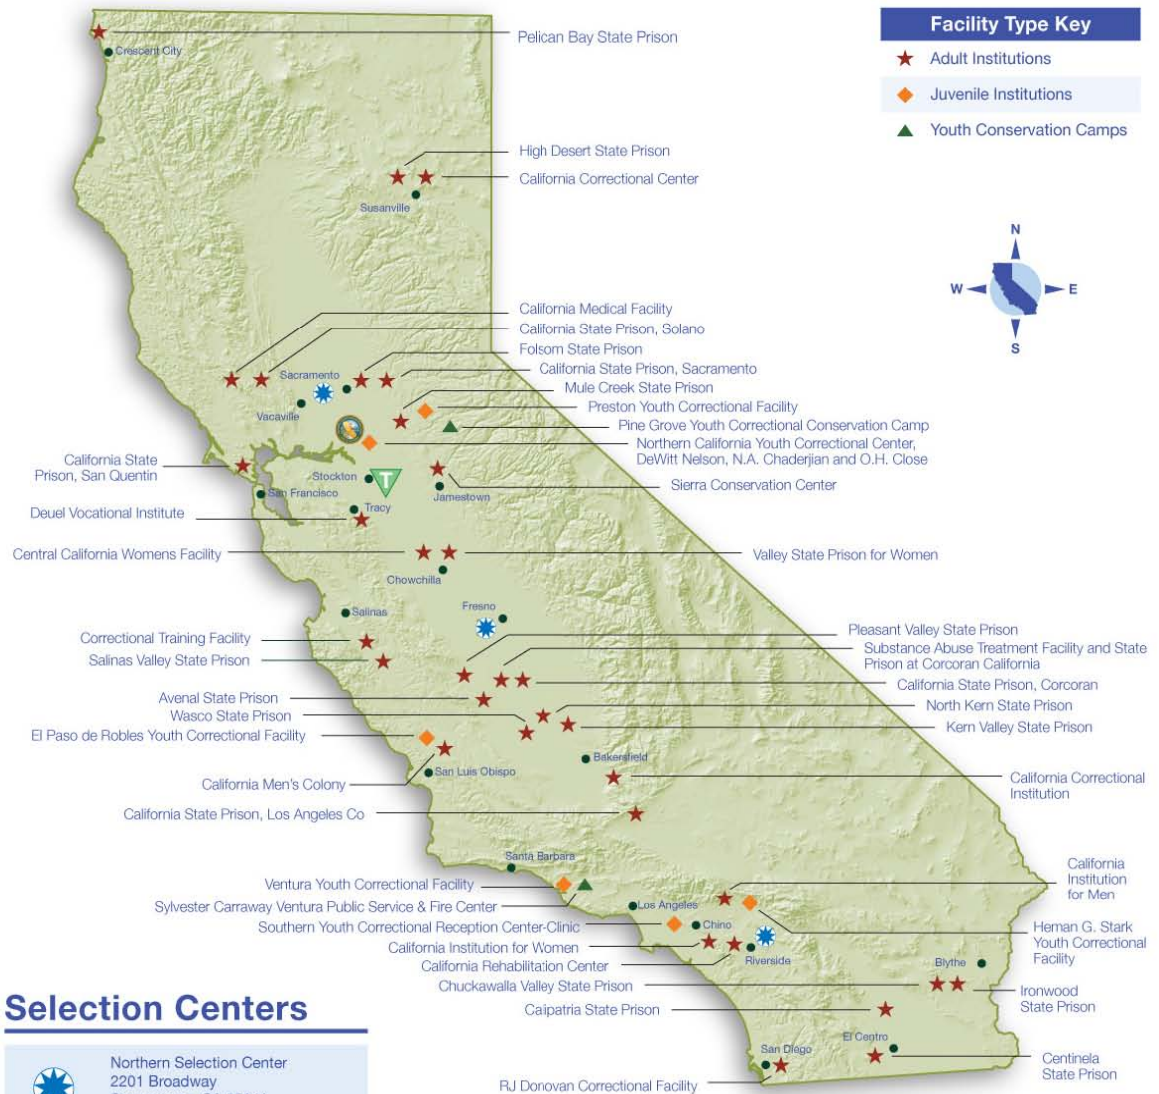 Facility Type Key
Adult Institutions
Juvenile Institutions
Youth Conservation Camps
N
W
E
S
Pelican Bay State Prison
Crescent City
High Desert State Prison
California Correctional Center
Susanville
California Medical Facility
California State Prison, Solano
Folsom State Prison
California State Prison, Sacramento
Sacramento
Mule Creek State Prison
Preston Youth Correctional Facility
Vacaville
Pine Grove Youth Correctional Conservation Camp
Northern California Youth Correctional Center,
DeWitt Nelson, N.A. Chaderjian and O.H. Close
California State
Prison, San Quentin
Stockton
T
Sierra Conservation Center
San Francisco
Jamestown
Deuel Vocational Institute
Tracy
Central California Womens Facility
Valley State Prison for Women
Chowchilla
Salinas
Fresno
Correctional Training Facility
Pleasant Valley State Prison
Salinas Valley State Prison
Substance Abuse Treatment Facility and State
Prison at Corcoran California
California State Prison, Corcoran
Avenal State Prison
North Kern State Prison
Wasco State Prison
Kern Valley State Prison
El Paso de Robles Youth Correctional Facility
Bakersfield
San Luis Obispo
California Men's Colony
California Correctional
Institution
California State Prison, Los Angeles Co
Santa Barbara
California
Institution
for Men
Ventura Youth Correctional Facility
Sylvester Carraway Ventura Public Service & Fire Center
Los Angeles
Southern Youth Correctional Reception Center-Clinic
Chino
Heman G. Stark
Youth Correctional
Facility
California Institution for Women
California Rehabilitation Center
Riverside
Blythe
Chuckawalla Valley State Prison
Ironwood
State Prison
Caipatria State Prison
El Centro
San Diego
Centinela
State Prison
RJ Donovan Correctional Facility
Selection Centers
Northern Selection Center
2201 Broadway